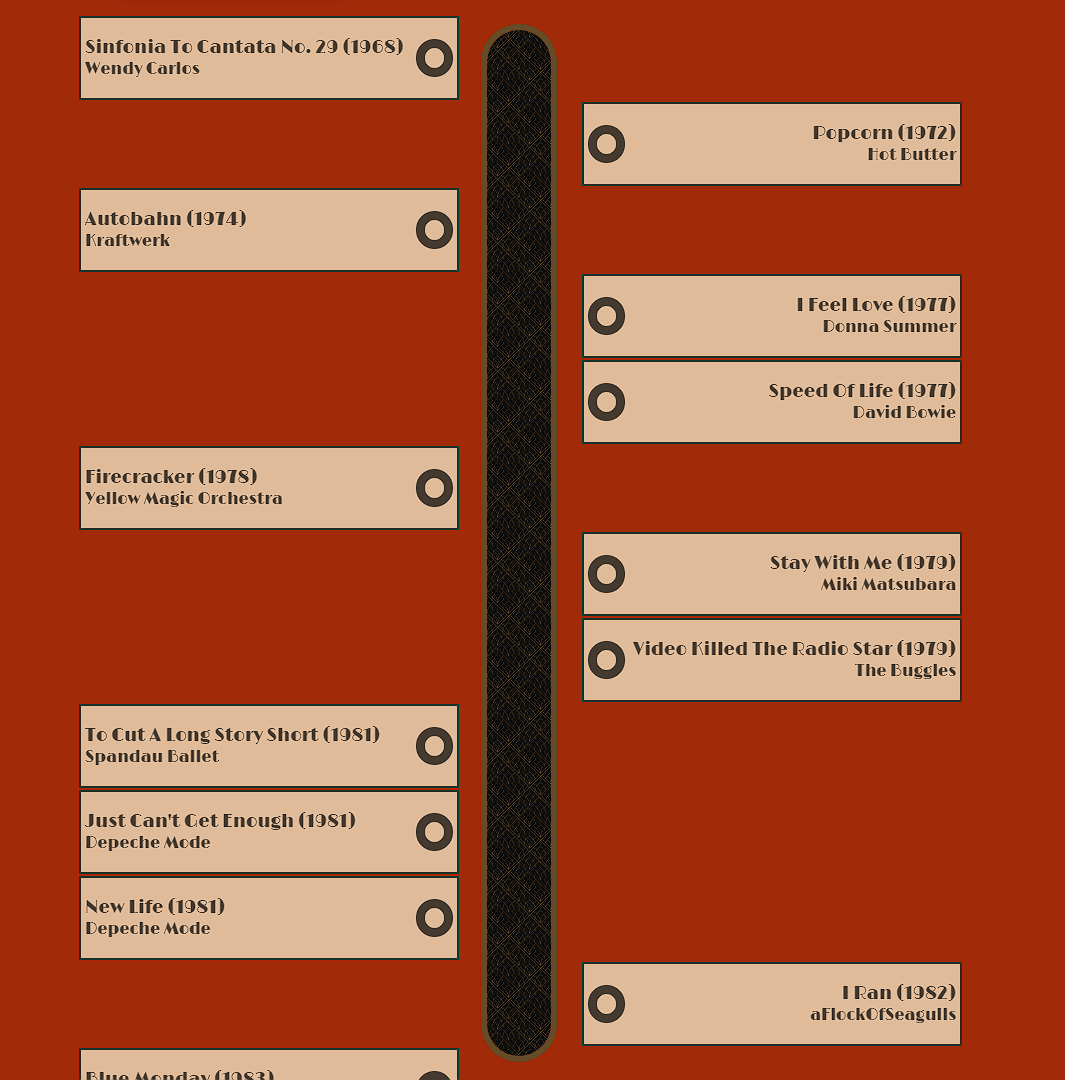 Sinfonia To Cantata No. 29 (1968)
Wendy Carlos
Popcorn (1972)
Hot Butter
Autobahn (1974)
Kraftwerk
I Feel Love (1977)
Donna Summer
Speed Of Life (1977)
David Bowie
Firecracker (1978)
Yellow Magic Orchestra
Stay With Me (1979)
Miki Matsubara
Video Killed The Radio Star (1979)
The Buggles
To Cut A Long Story Short (1981)
Spandau Ballet
Just Can't Get Enough (1981)
Depeche Mode
New Life (1981)
Depeche Mode
I Ran (1982)
aFlockOfSeagulls
Blue Monday (1983)